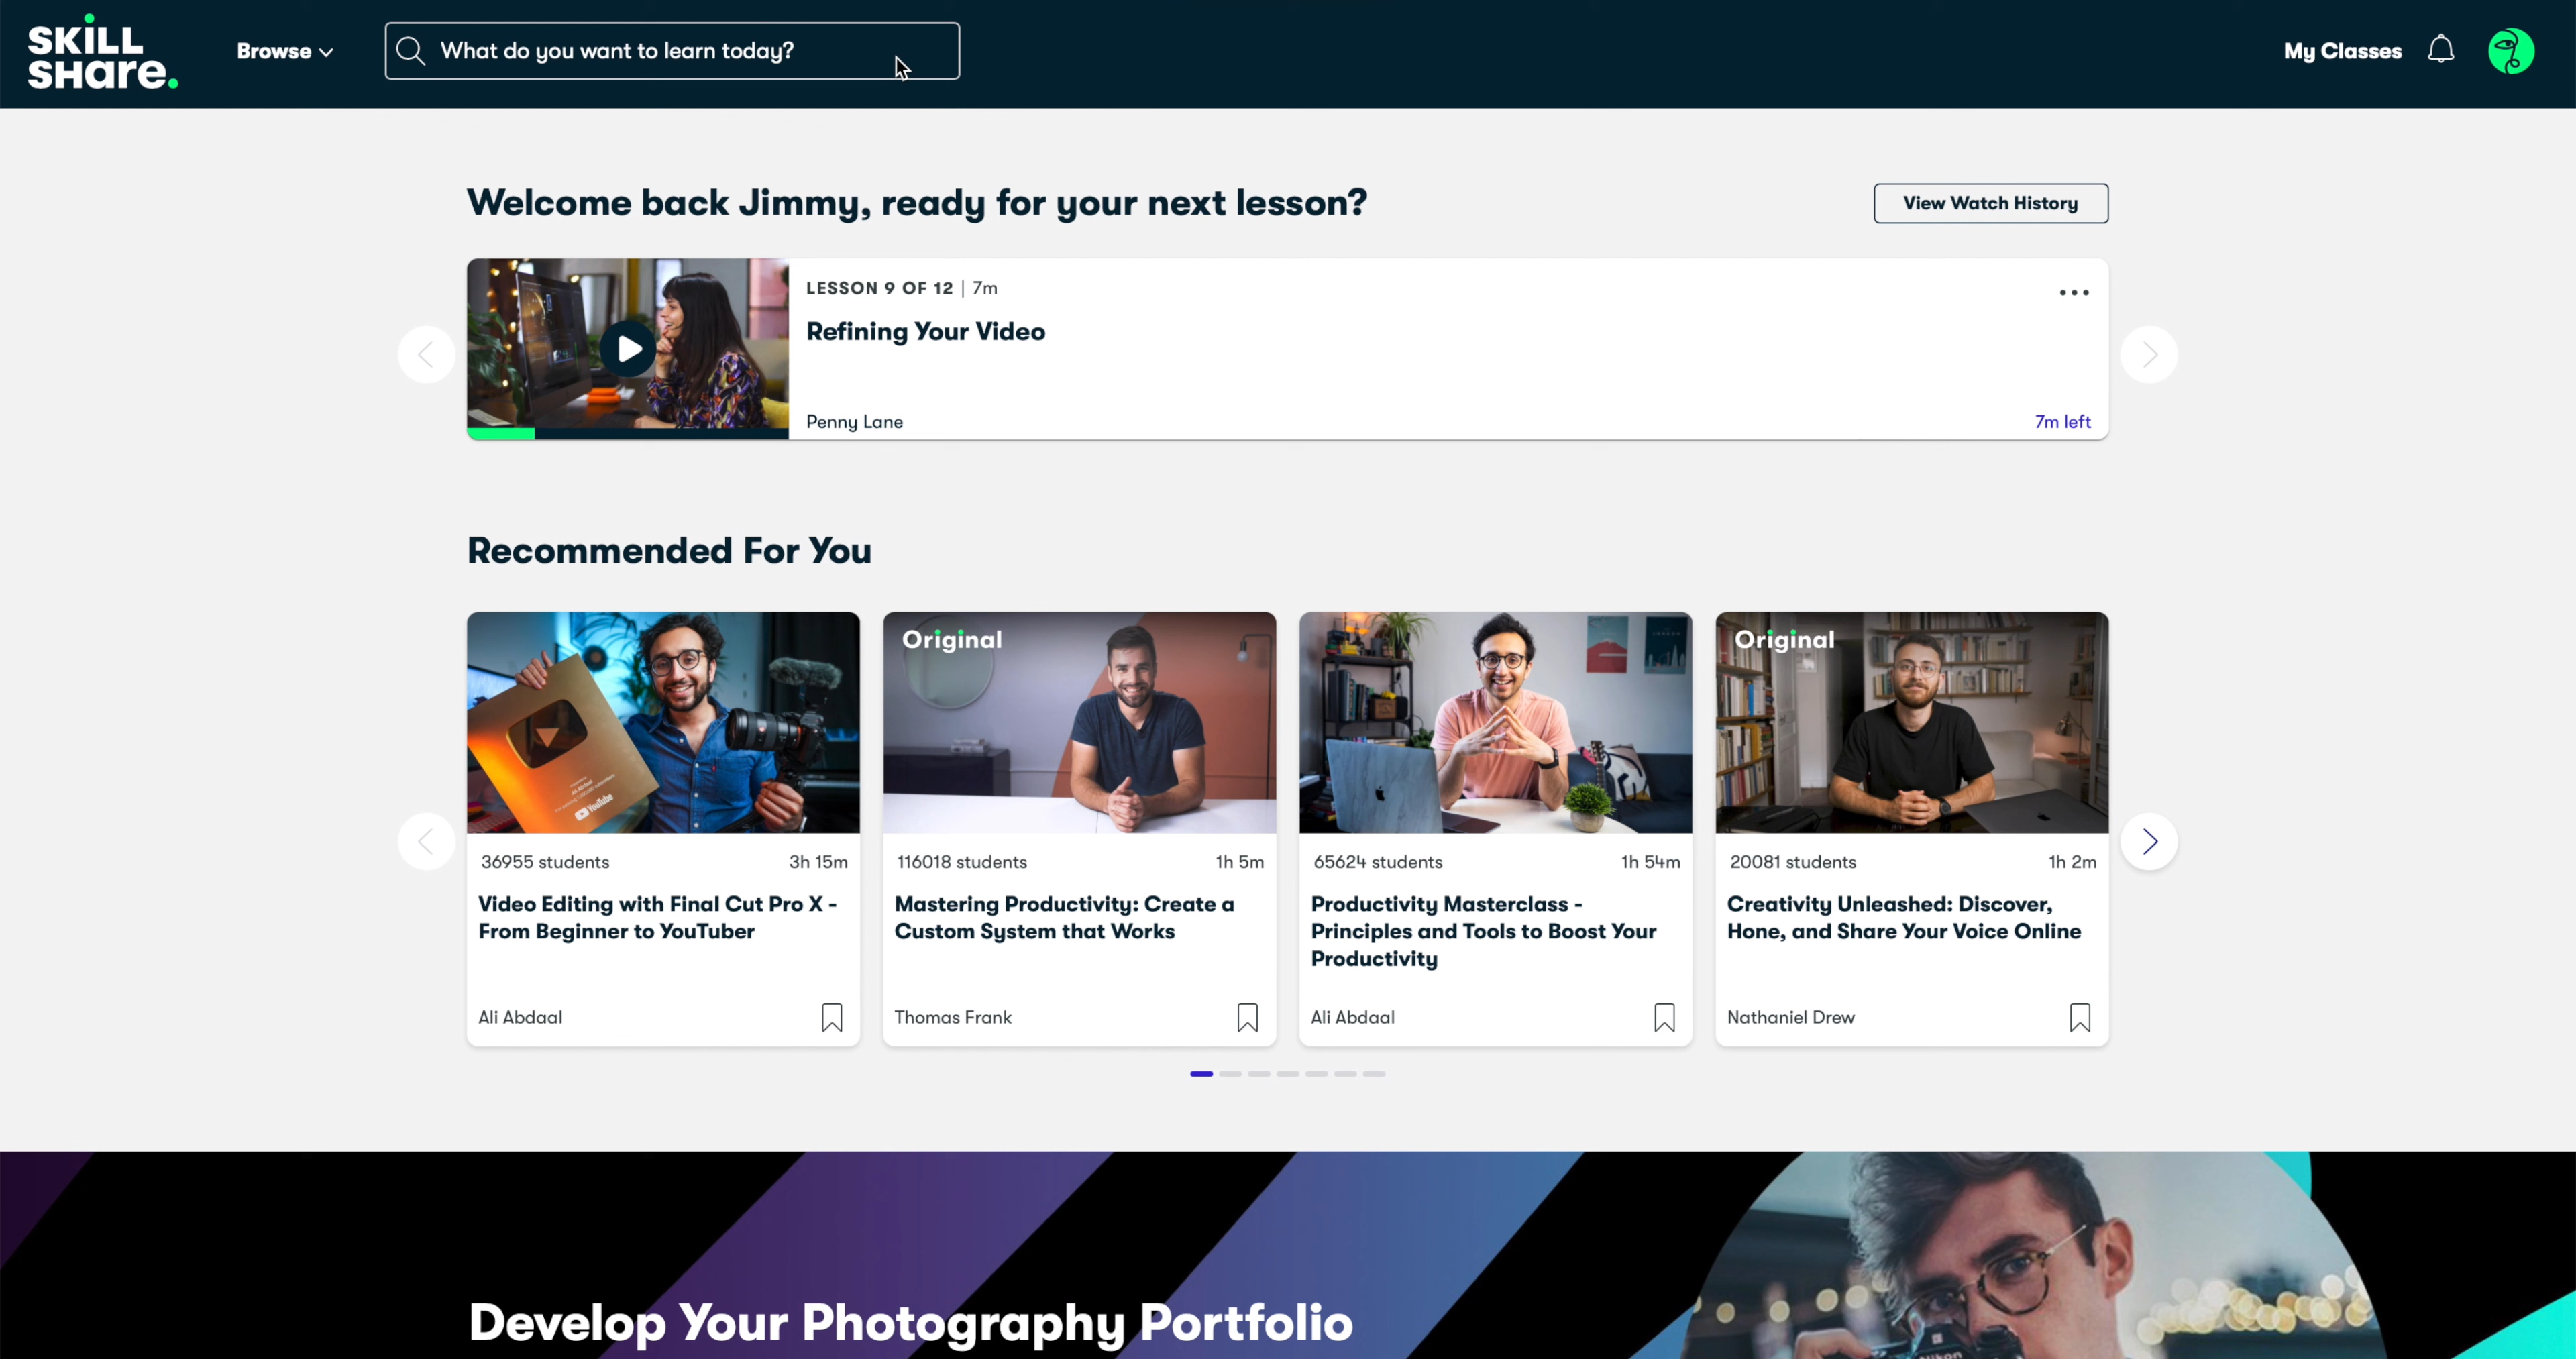 SKILL
SHare.
Browse
What do you want to learn today?
My Classes
Welcome back Jimmy, ready for your next lesson?
View Watch History
LESSON 9 OF 12 | 7m
Refining Your Video
Penny Lane
7m left
Recommended For You
YouTube
Original
Original
36955 students
3h 15m
Video Editing with Final Cut Pro X -
From Beginner to YouTuber
Ali Abdaal
116018 students
1h 5m
Mastering Productivity: Create a
Custom System that Works
Thomas Frank
65624 students
1h 54m
Productivity Masterclass -
Principles and Tools to Boost Your
Productivity
Ali Abdaal
20081 students
1h 2m
Creativity Unleashed: Discover,
Hone, and Share Your Voice Online
Nathaniel Drew
Develop Your Photography Portfolio